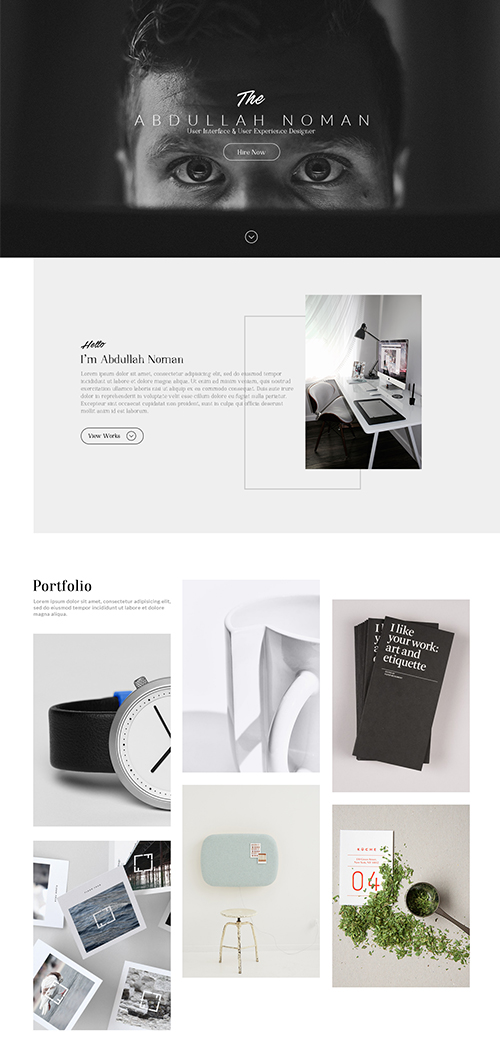 The
ABDULLAH NOMAN
User Interface & User Experience Designer
Hire Now
Hello
I'm Abdullah Noman
Lorem ipsum dolor sit amet, consectetur adipisicing elit, sed do eiusmod tempor
incididunt ut labore et dolore magna aliqua. Ut enim ad minim veniam, quis nostrud
exercitation ullamco laboris nisi ut aliquip ex ea commodo consequat. Duis aute irure
dolor in reprehenderit in voluptate velit esse cillum dolore eu fugiat nulla pariatur.
Excepteur sint occaecat cupidatat non proident, sunt in culpa qui officia deserunt
mollit anim id est laborum.
View Works
Portfolio
Lorem ipsum dolor sit amet, consectetur adipisicing elit,
sed do eiusmod tempor incididunt ut labore et dolore
magna aliqua.
I like
your work:
art and
etiquette
04